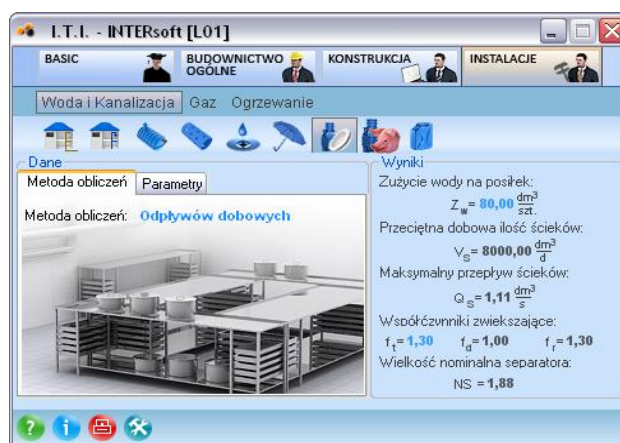 I.T.I. - INTERsoft [L01]
BASIC
BUDOWNICTWO OGÓLNE
KONSTRUKCJA
INSTALACJE
Woda i Kanalizacja Gaz Ogrzewanie
Dane
Metoda obliczeń Parametry
Metoda obliczeń: Odpływów dobowych
Wyniki
Zużycie wody na posiłek:
Z_w = 80,00 dm³/szt.
Przeciętna dobowa ilość ścieków:
V_S = 8000,00 dm³/d
Maksymalny przepływ ścieków:
Q_S = 1,11 dm³/s
Współczynniki zwiększające:
f_t = 1,30 f_d = 1,00 f_r = 1,30
Wielkość nominalna separatora:
NS = 1,88